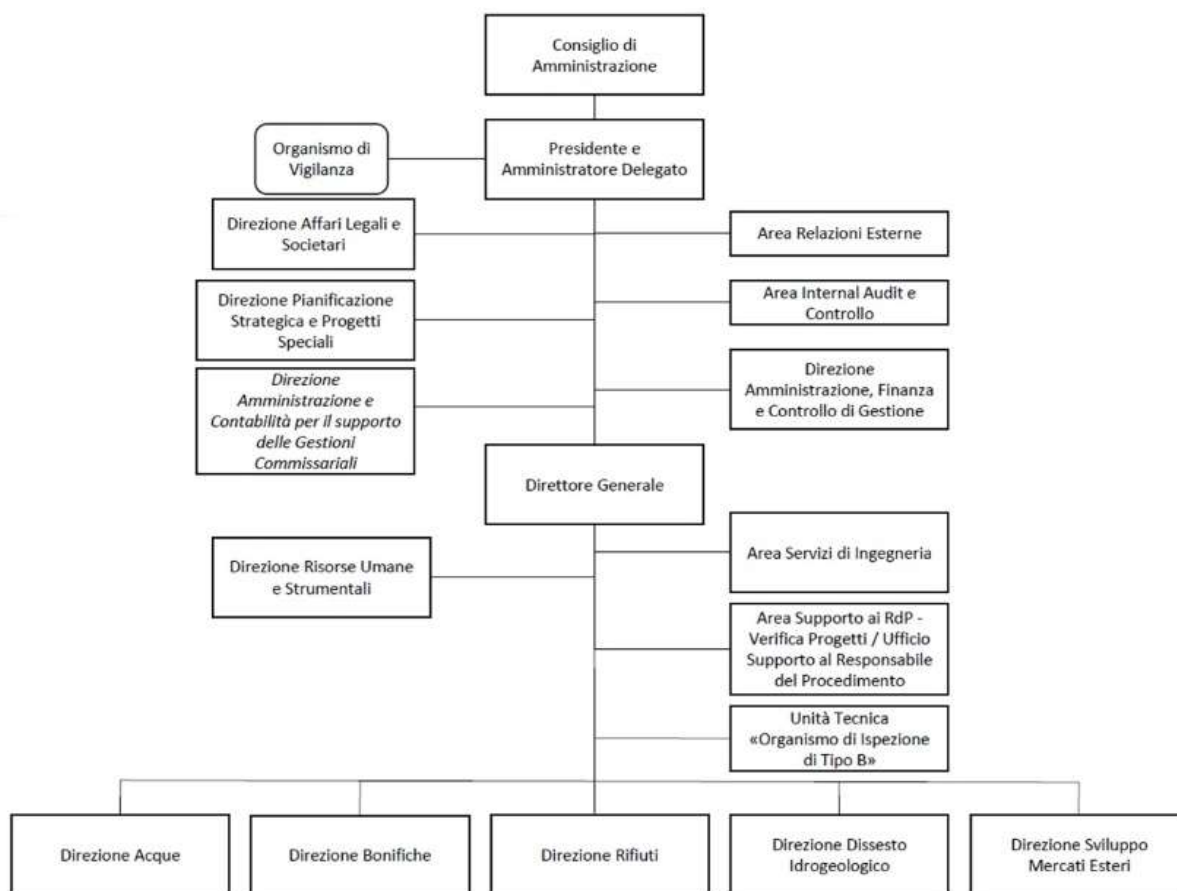 Consiglio di
Amministrazione
Organismo di
Vigilanza
Presidente e
Amministratore Delegato
Direzione Affari Legali e
Societari
Area Relazioni Esterne
Direzione Pianificazione
Strategica e Progetti
Speciali
Area Internal Audit e
Controllo
Direzione
Amministrazione e
Contabilità per il supporto
delle Gestioni
Commissariali
Direzione
Amministrazione, Finanza
e Controllo di Gestione
Direttore Generale
Direzione Risorse Umane
e Strumentali
Area Servizi di Ingegneria
Area Supporto ai RdP -
Verifica Progetti / Ufficio
Supporto al Responsabile
del Procedimento
Unità Tecnica
«Organismo di Ispezione
di Tipo B»
Direzione Acque
Direzione Bonifiche
Direzione Rifiuti
Direzione Dissesto
Idrogeologico
Direzione Sviluppo
Mercati Esteri